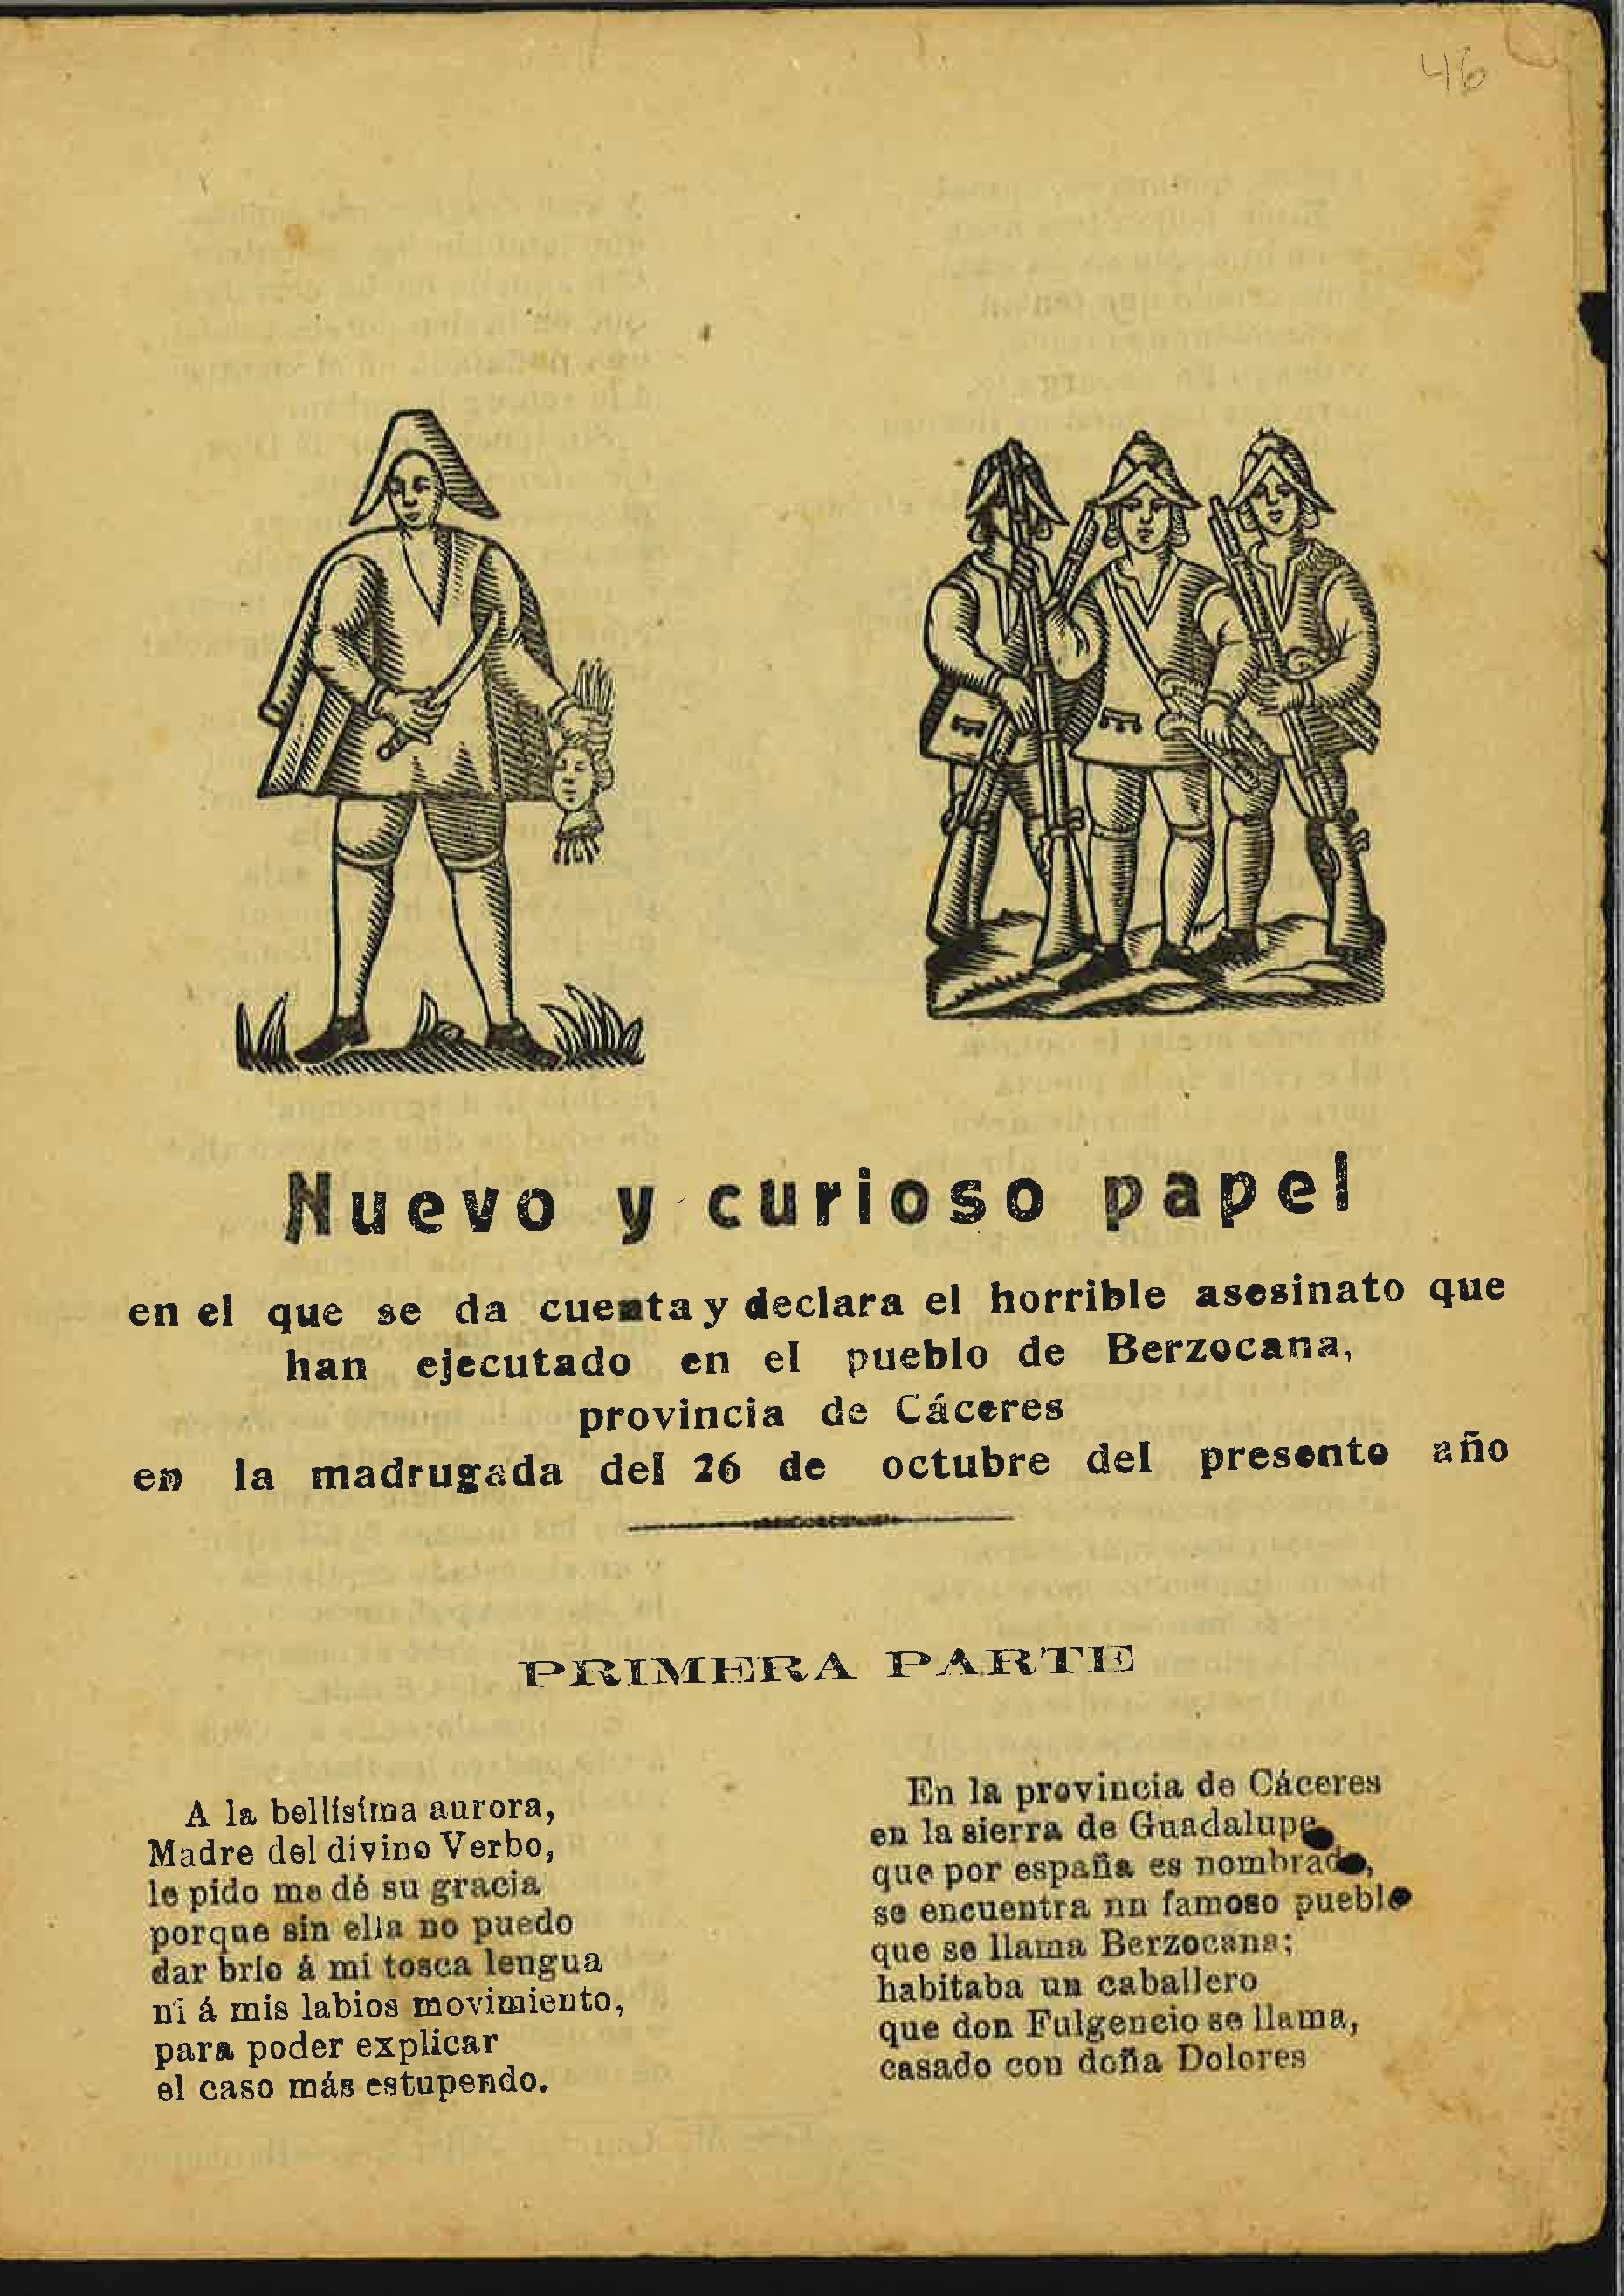 46
Nuevo y curioso papel
en el que se da cuenta y declara el horrible asesinato que
han ejecutado en el pueblo de Berzocana,
provincia de Cáceres
en la madrugada del 26 de octubre del presento año
PRIMERA PARTE
A la bellísima aurora,
Madre del divino Verbo,
le pido me dé su gracia
porque sin ella no puedo
dar brio á mi tosca lengua
ni á mis labios movimiento,
para poder explicar
el caso más estupendo.
En la provincia de Cáceres
en la sierra de Guadalupe
que por españa es nombrado,
se encuentra nn famoso pueblo
que se llama Berzocana;
habitaba un caballero
que don Fulgencio se llama,
casado con doña Dolores